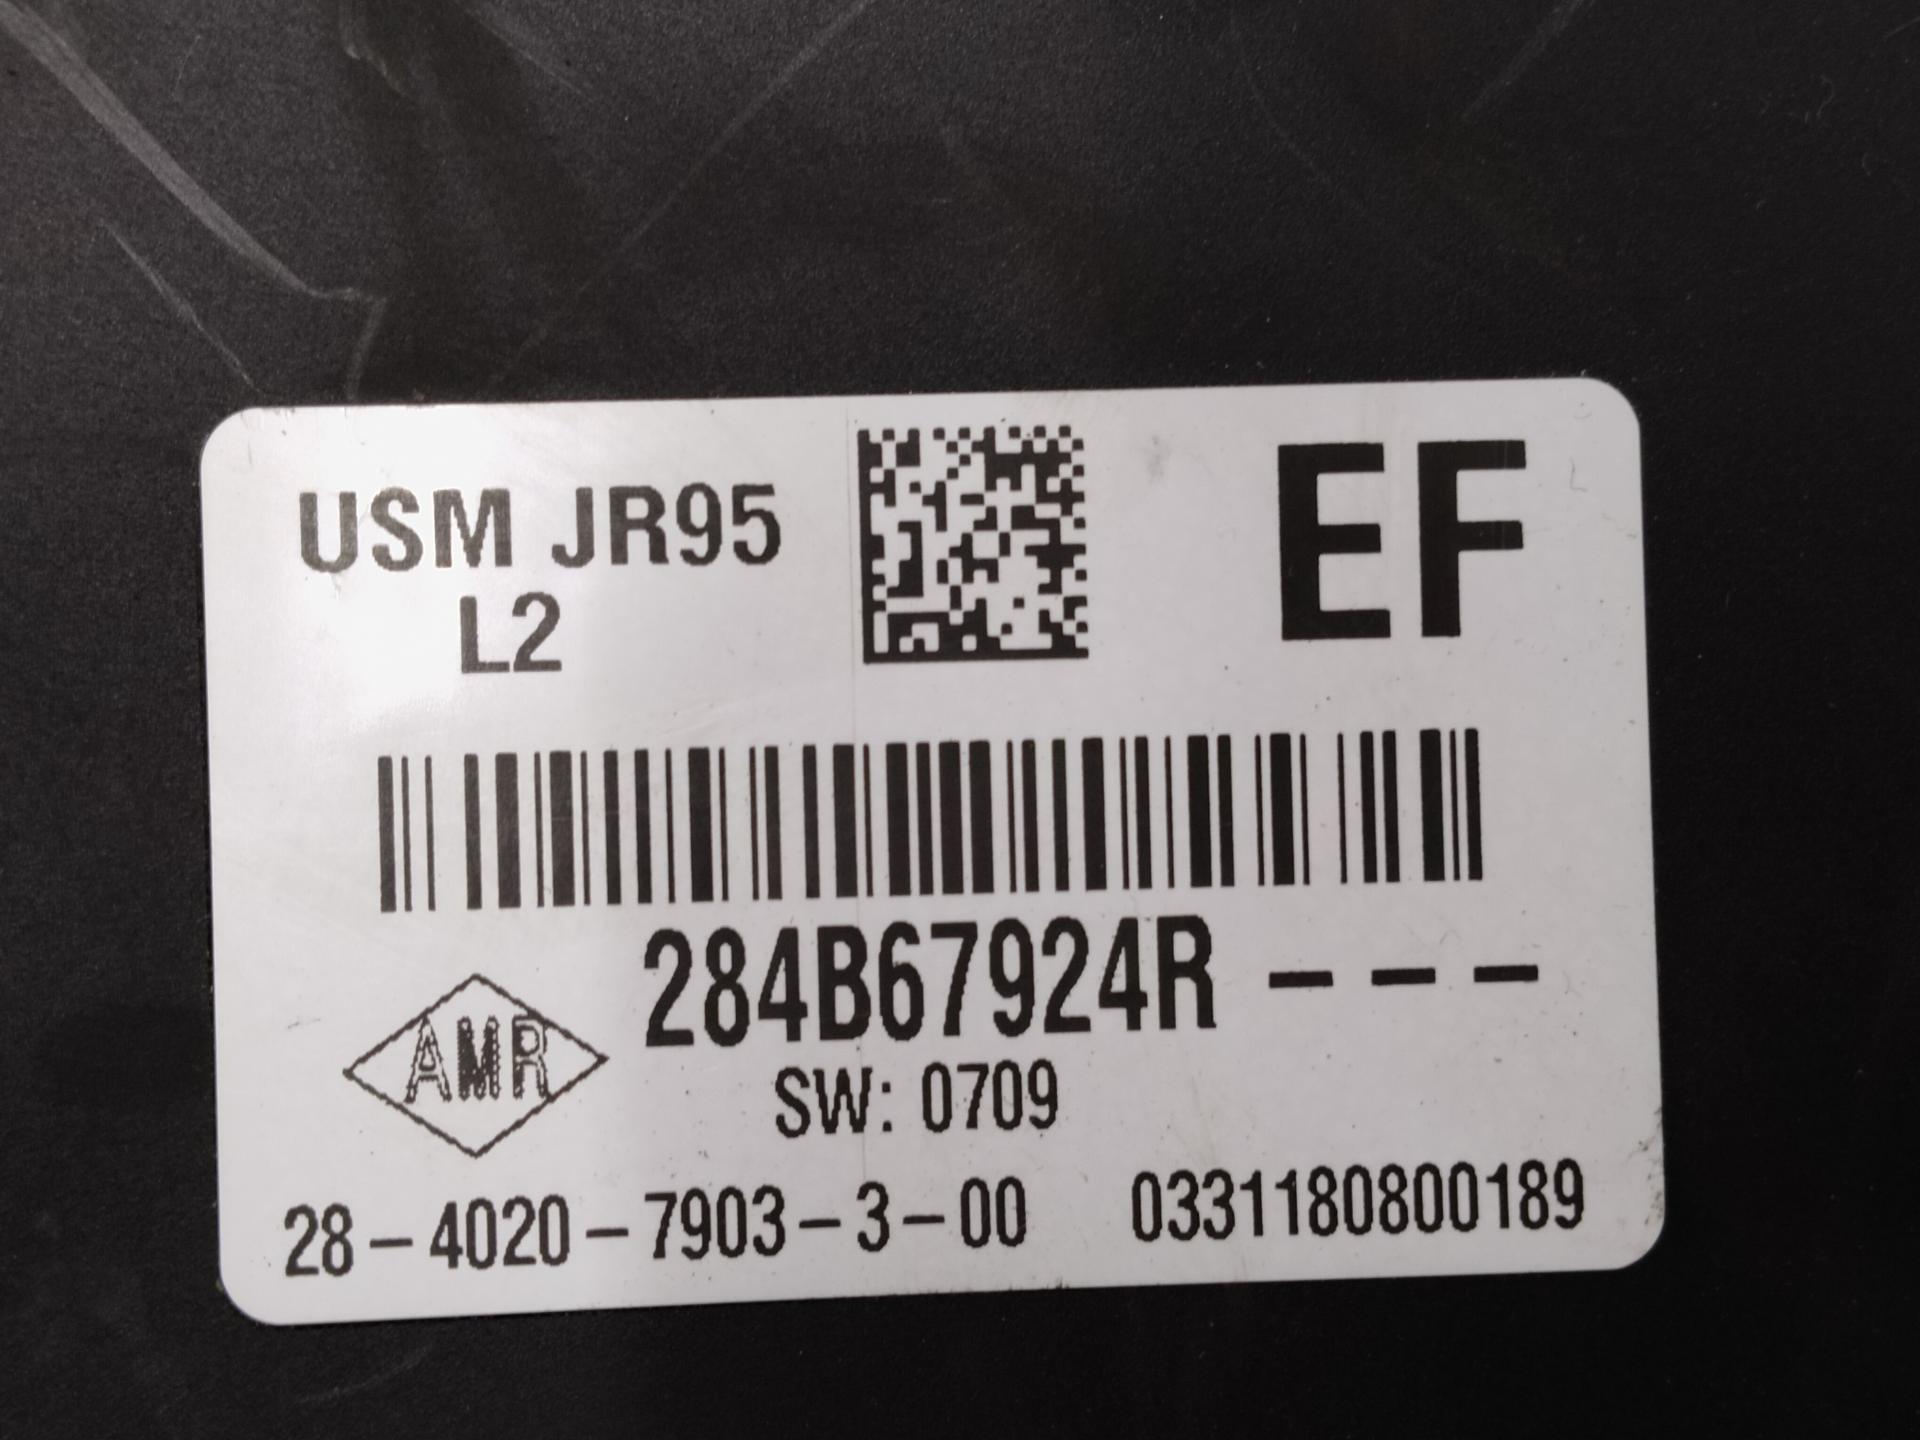 USM JR95
L2
EF
284B67924R - - -
AMR
SW: 0709
28-4020-7903-3-00 0331180800189